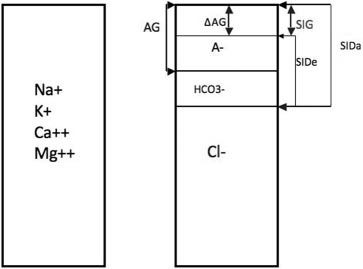 Na+
K+
Ca++
Mg++
AG
ΔAG
SIG
A-
SIDe
SIDa
HCO3-
Cl-